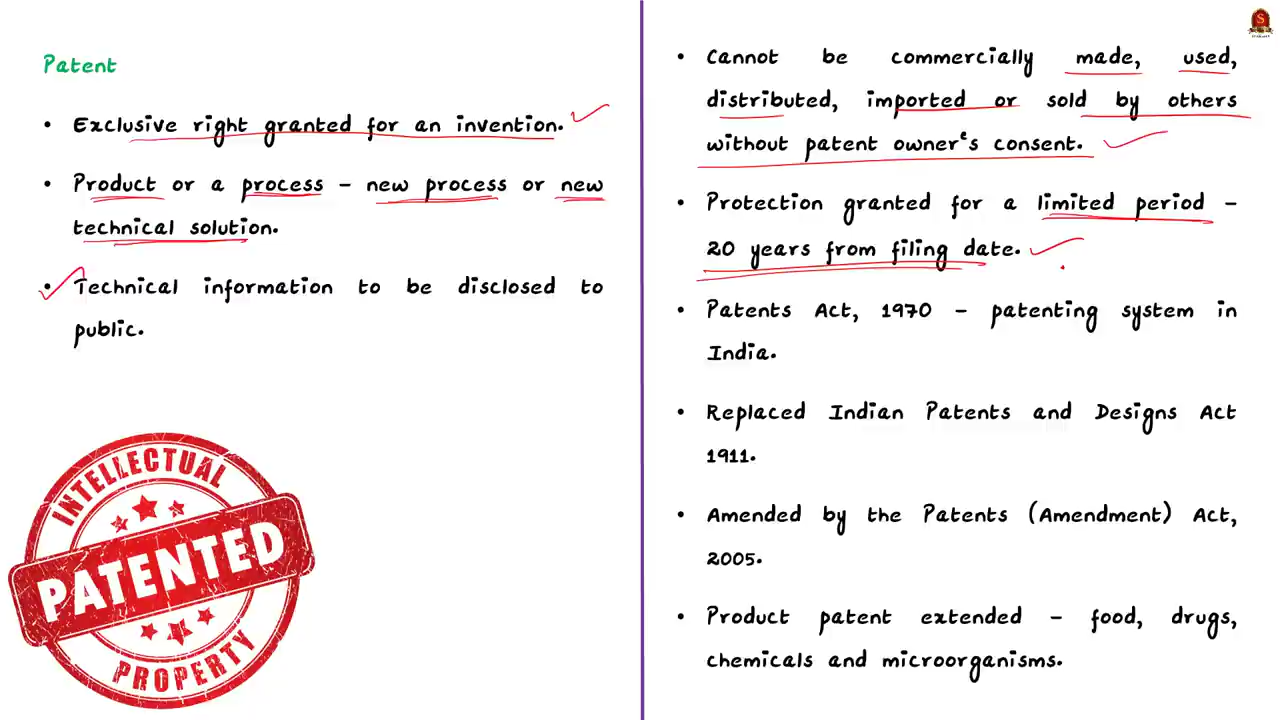 Patent
• Exclusive right granted for an invention.
• Product or a process – new process or new
technical solution.
• Technical information to be disclosed to
public.
INTELLECTUAL
PATENTED
PROPERTY
• Cannot be commercially made, used,
distributed, imported or sold by others
without patent owner's consent.
• Protection granted for a limited period –
20 years from filing date.
• Patents Act, 1970 – patenting system in
India.
• Replaced Indian Patents and Designs Act
1911.
• Amended by the Patents (Amendment) Act,
2005.
• Product patent extended – food, drugs,
chemicals and microorganisms.